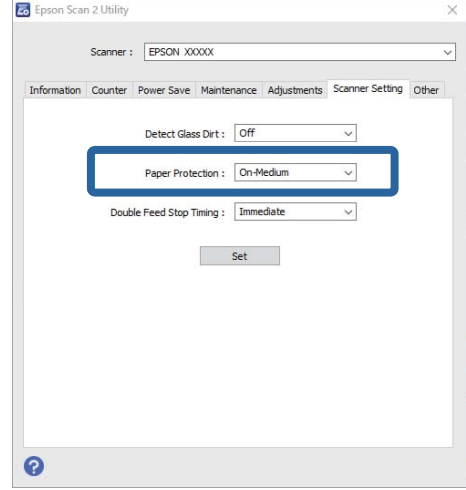 Epson Scan 2 Utility
Scanner : EPSON XXXXX
Information Counter Power Save Maintenance Adjustments Scanner Setting Other
Detect Glass Dirt : Off
Paper Protection : On-Medium
Double Feed Stop Timing : Immediate
Set
?